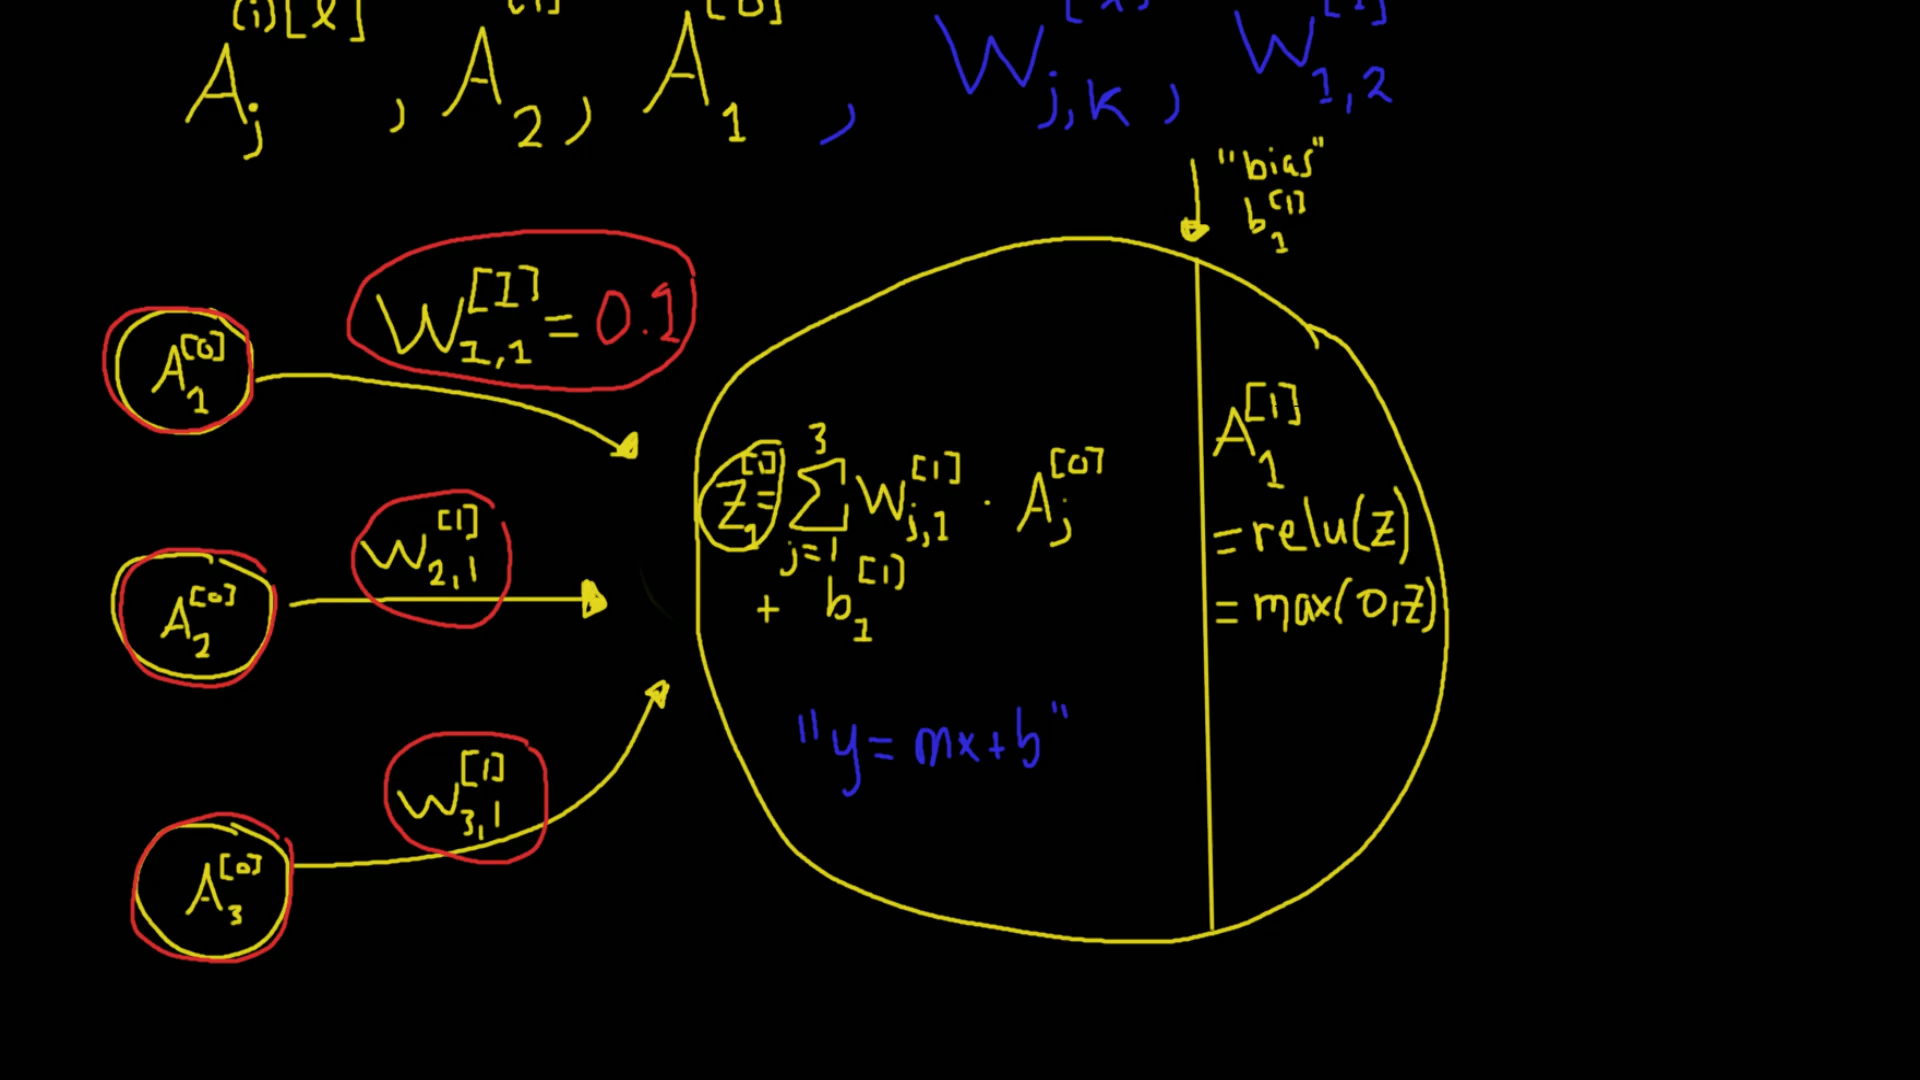 A_j^{(i)[l]}, A_2^{[1]}, A_1^{[0]}, W_{j,k}, W_{1,2}^{[1]}
"bias"
b_1^{[1]}
W_{1,1}^{[1]} = 0.1
A_1^{[0]}
A_1^{[1]}
Z_1^{[1]} = \sum_{j=1}^{3} W_{j,1}^{[1]} · A_j^{[0]}
+ b_1^{[1]}
= relu(z)
= max(0,z)
W_{2,1}^{[1]}
A_2^{[0]}
"y = mx + b"
W_{3,1}^{[1]}
A_3^{[0]}